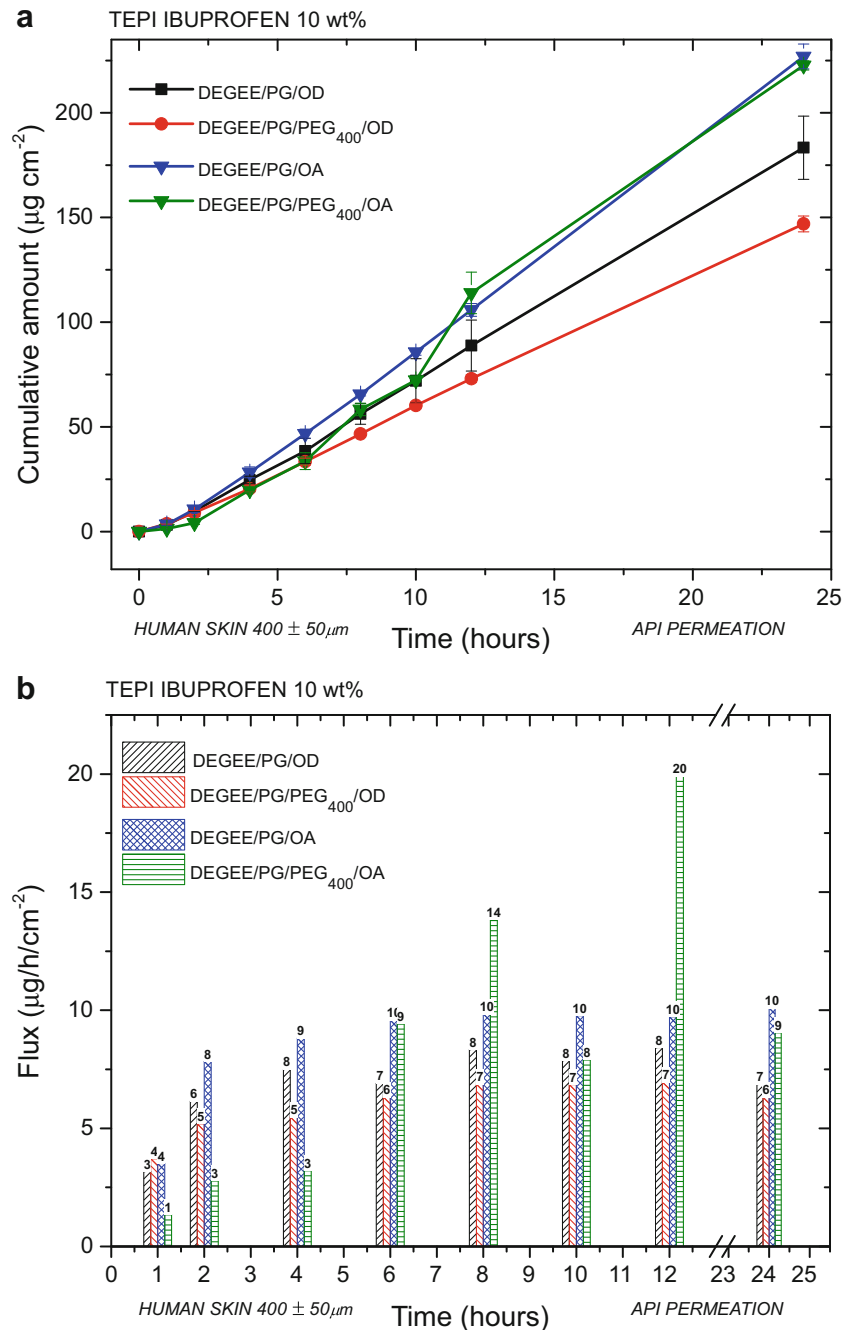 a
TEPI IBUPROFEN 10 wt%
DEGEE/PG/OD
DEGEE/PG/PEG400/OD
DEGEE/PG/OA
DEGEE/PG/PEG400/OA
Cumulative amount (µg cm-2)
200
150
100
50
0
0 5 10 15 20 25
HUMAN SKIN 400 ± 50µm Time (hours) API PERMEATION
b
TEPI IBUPROFEN 10 wt%
DEGEE/PG/OD
DEGEE/PG/PEG400/OD
DEGEE/PG/OA
DEGEE/PG/PEG400/OA
Flux (µg/h/cm-2)
20
15
10
5
0
3 4 4 1
6 5 8 3
8 5 9 3
7 6 10 9
8 7 10 14
8 7 10 8
8 7 10 20
7 6 10 9
0 1 2 3 4 5 6 7 8 9 10 11 12 23 24 25
HUMAN SKIN 400 ± 50µm Time (hours) API PERMEATION